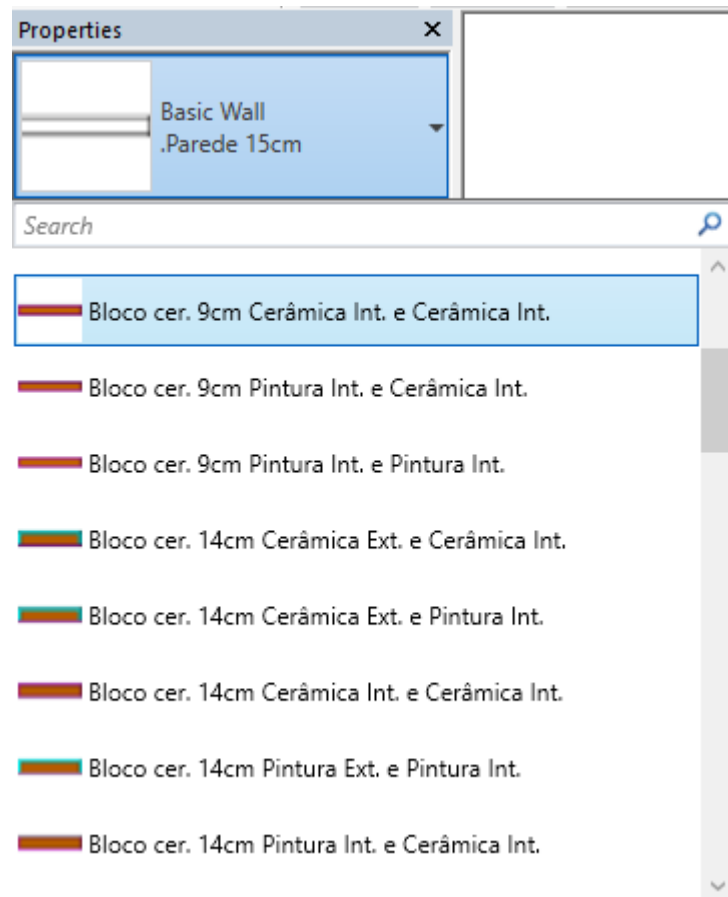 Properties
Basic Wall
.Parede 15cm
Search
Bloco cer. 9cm Cerâmica Int. e Cerâmica Int.
Bloco cer. 9cm Pintura Int. e Cerâmica Int.
Bloco cer. 9cm Pintura Int. e Pintura Int.
Bloco cer. 14cm Cerâmica Ext. e Cerâmica Int.
Bloco cer. 14cm Cerâmica Ext. e Pintura Int.
Bloco cer. 14cm Cerâmica Int. e Cerâmica Int.
Bloco cer. 14cm Pintura Ext. e Pintura Int.
Bloco cer. 14cm Pintura Int. e Cerâmica Int.